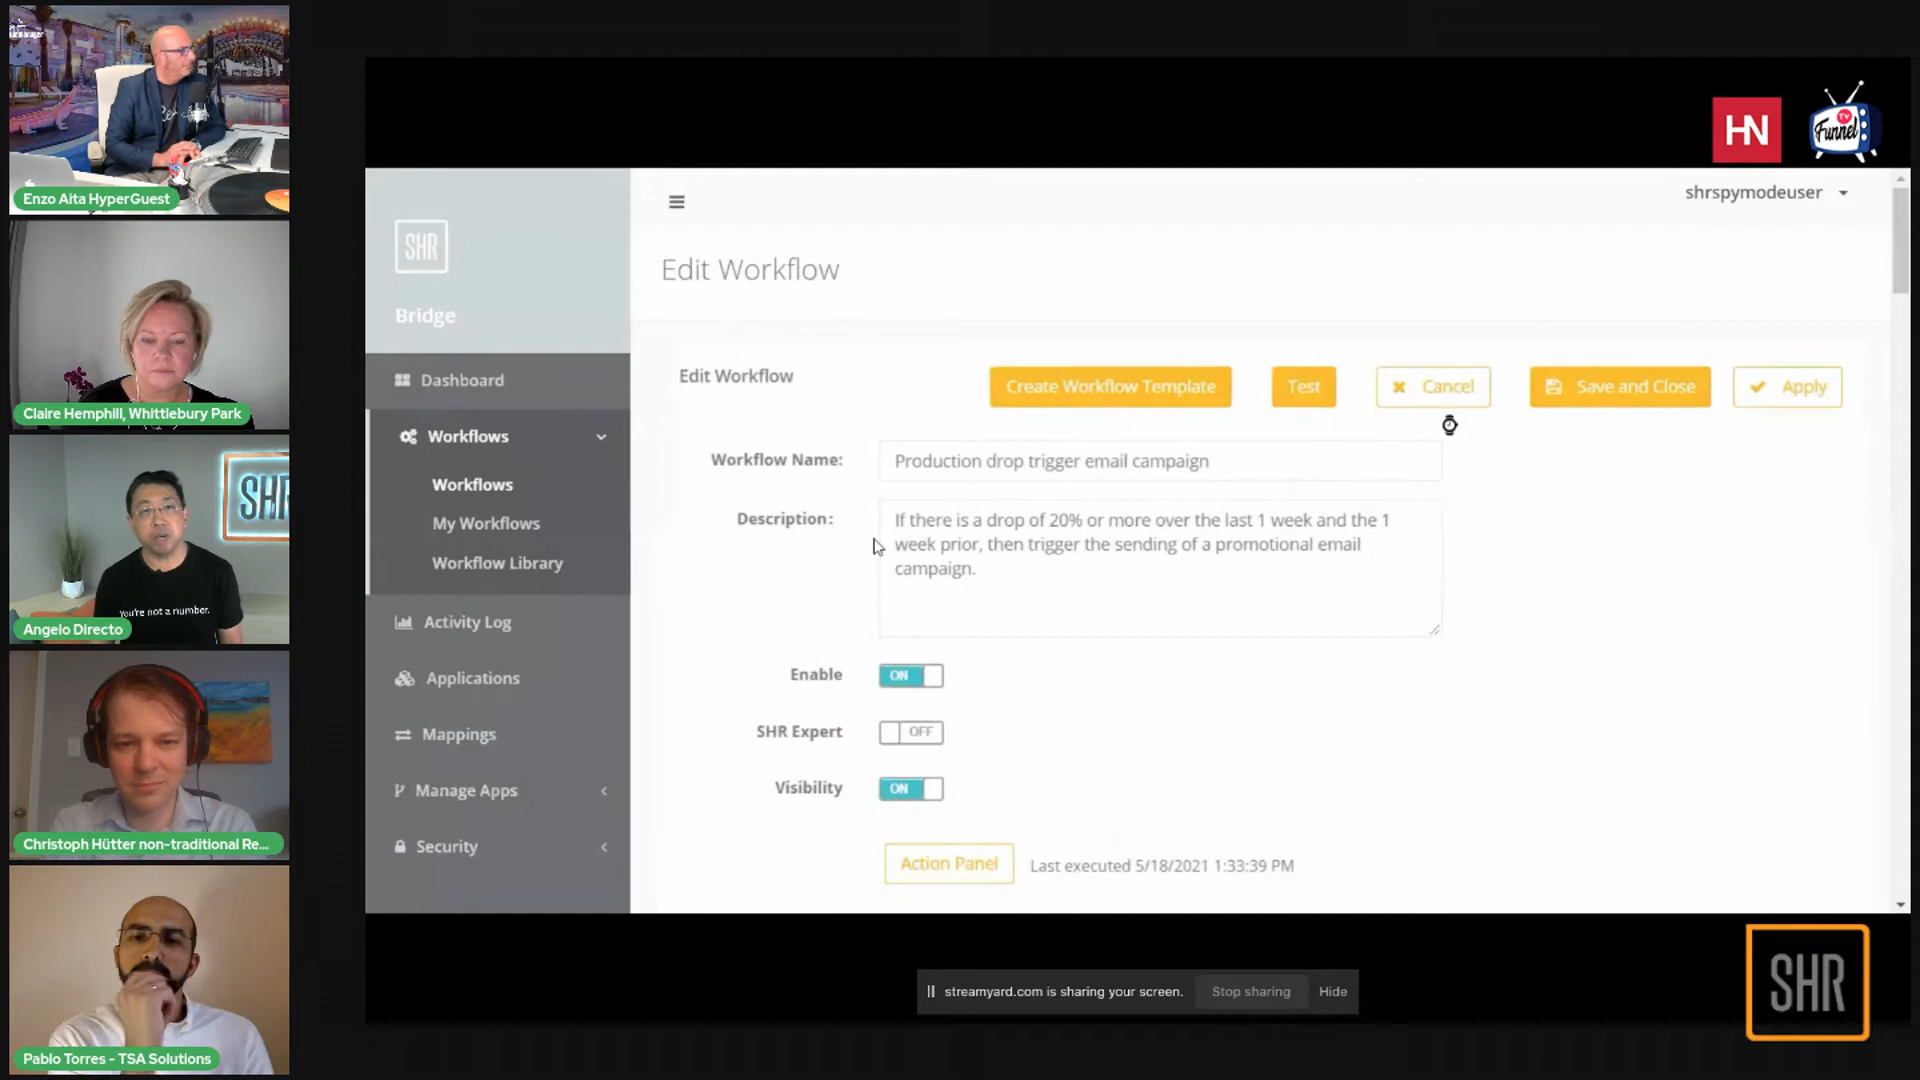 Enzo Aita HyperGuest
Claire Hemphill, Whittlebury Park
SHR
you're not a number.
Angelo Directo
Christoph Hütter non-traditional Re...
Pablo Torres - TSA Solutions
HN
TV
Funnel
SHR
Bridge
Dashboard
Workflows
Workflows
My Workflows
Workflow Library
Activity Log
Applications
Mappings
Manage Apps
Security
shrspymodeuser
Edit Workflow
Edit Workflow
Create Workflow Template
Test
Cancel
Save and Close
Apply
Workflow Name:
Production drop trigger email campaign
Description:
If there is a drop of 20% or more over the last 1 week and the 1
week prior, then trigger the sending of a promotional email
campaign.
Enable
ON
SHR Expert
OFF
Visibility
ON
Action Panel
Last executed 5/18/2021 1:33:39 PM
streamyard.com is sharing your screen.
Stop sharing
Hide
SHR